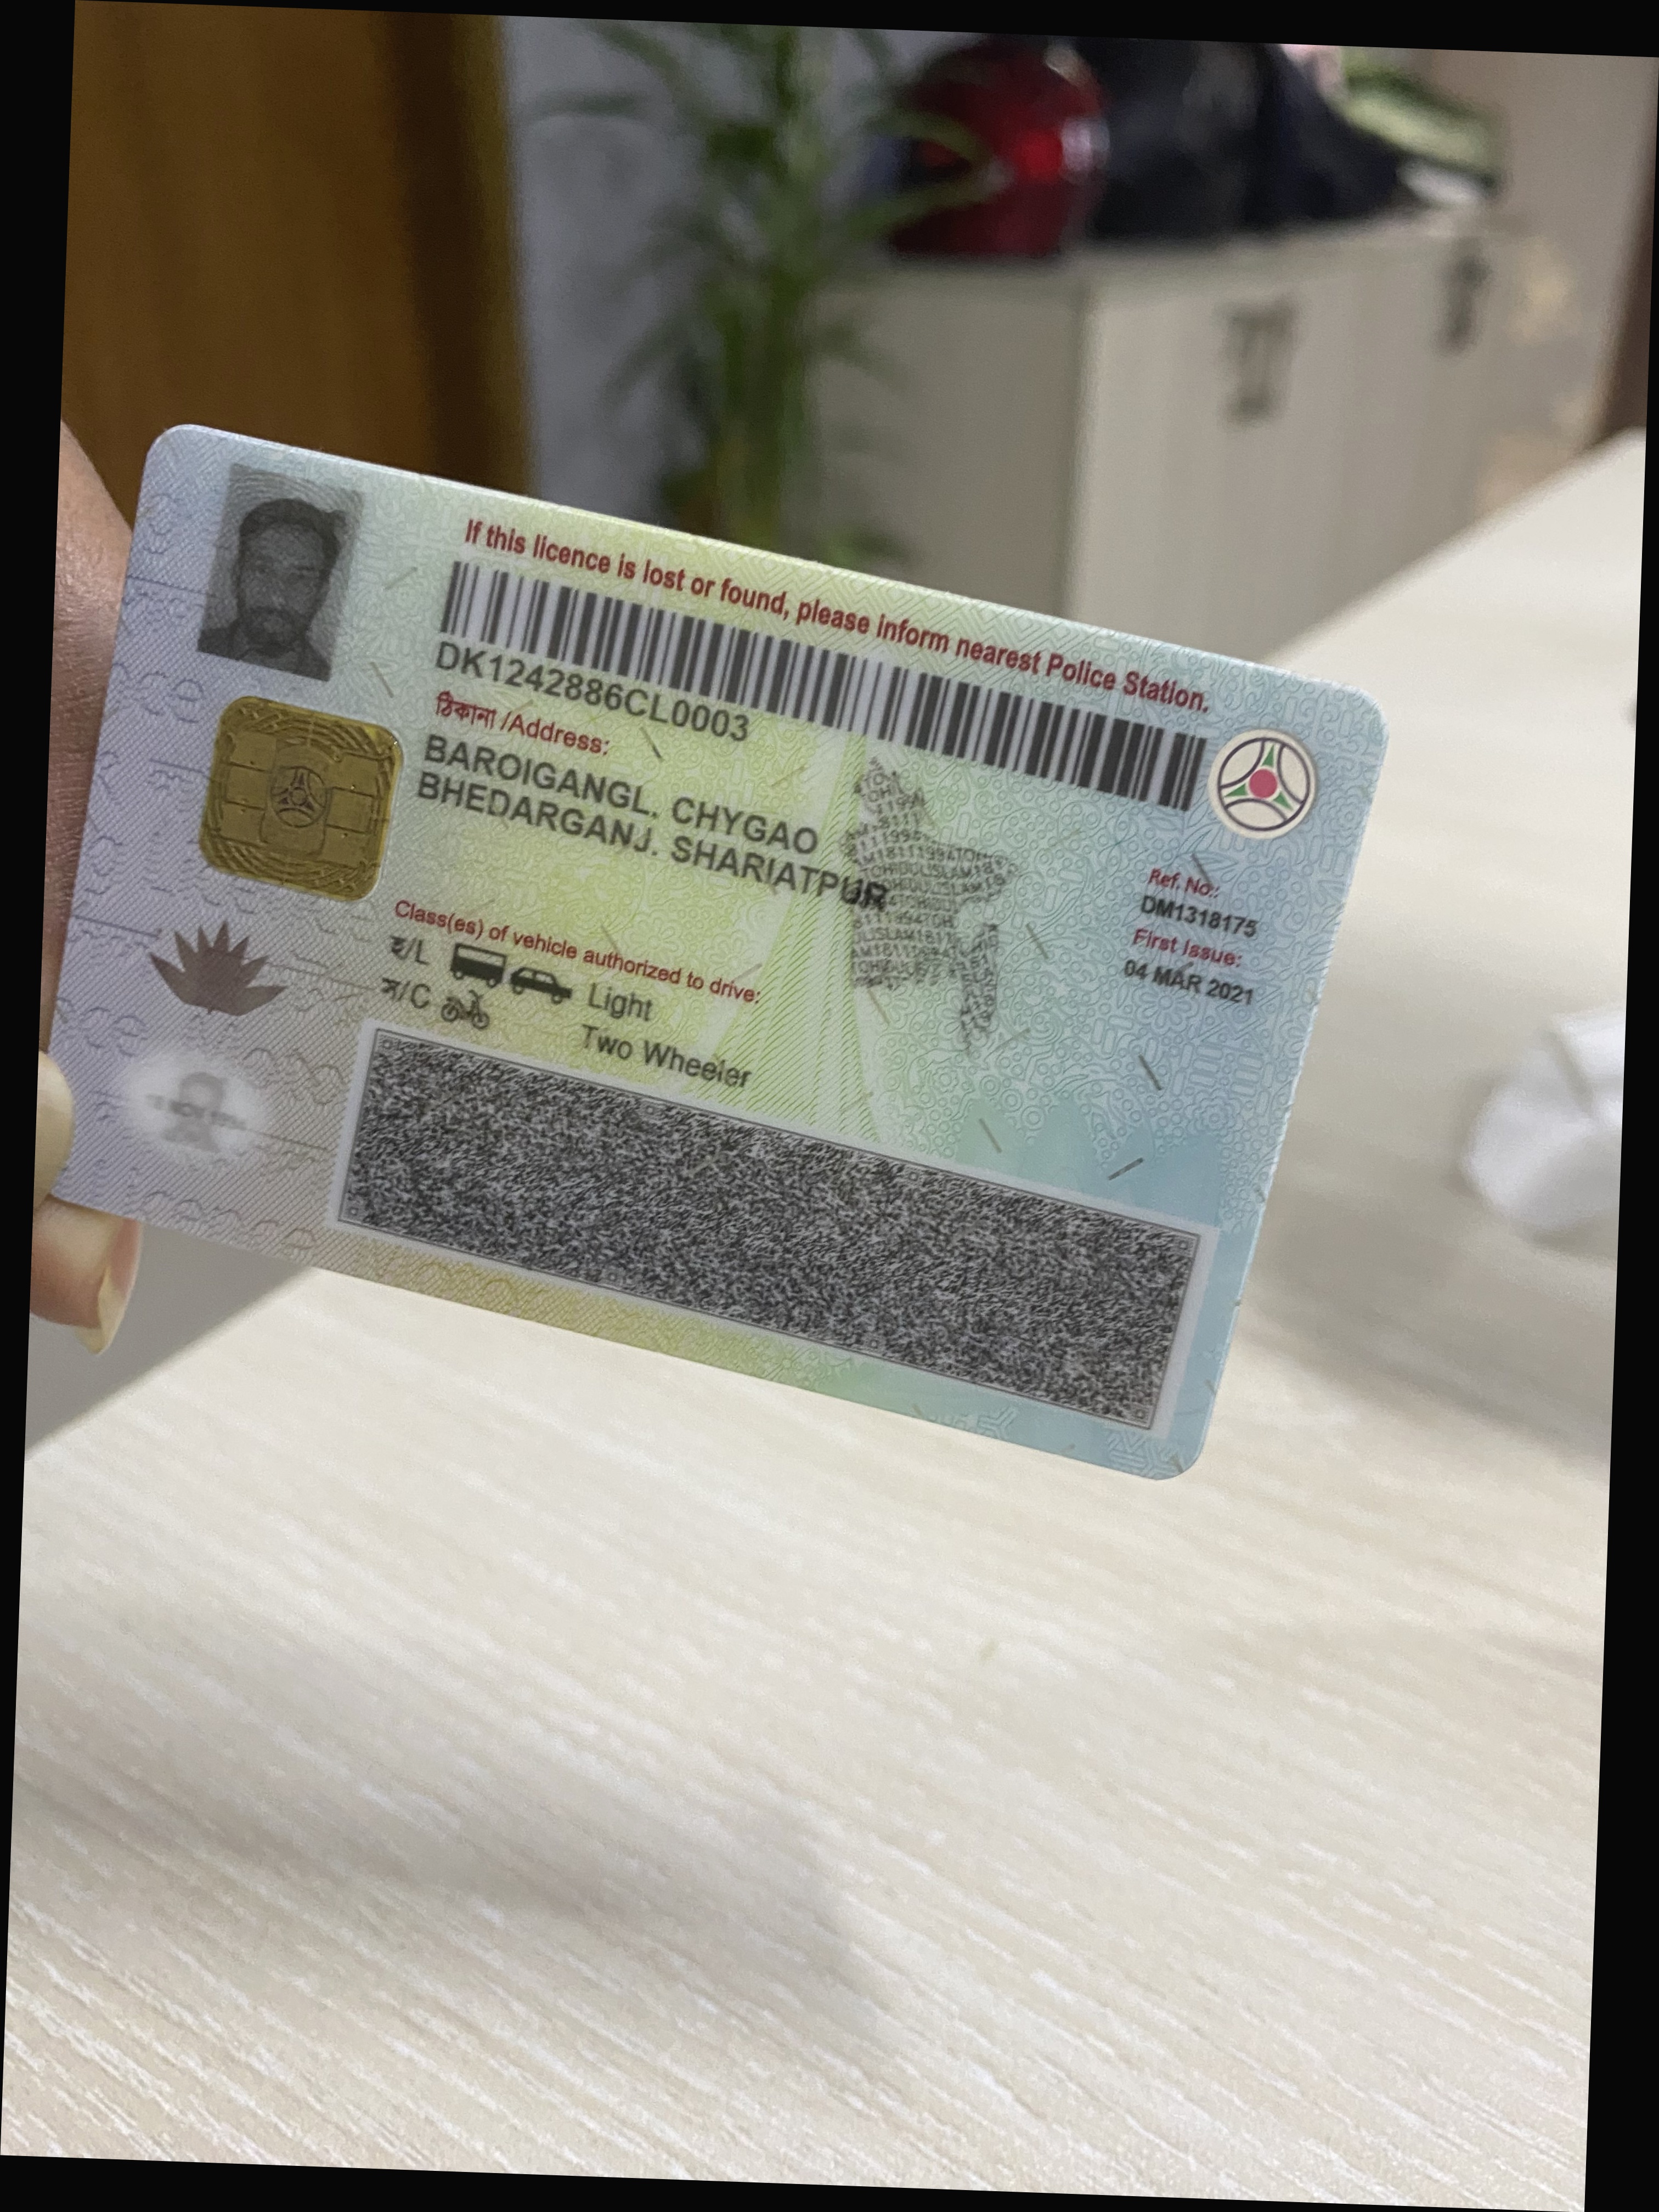 If this licence is lost or found, please inform nearest Police Station.
DK1242886CL0003
ঠিকানা /Address:
BAROIGANGL. CHYGAO
BHEDARGANJ. SHARIATPUR
Ref. No.:
DM1318175
First Issue:
04 MAR 2021
Class(es) of vehicle authorized to drive:
হ/L Light
ম/C Two Wheeler